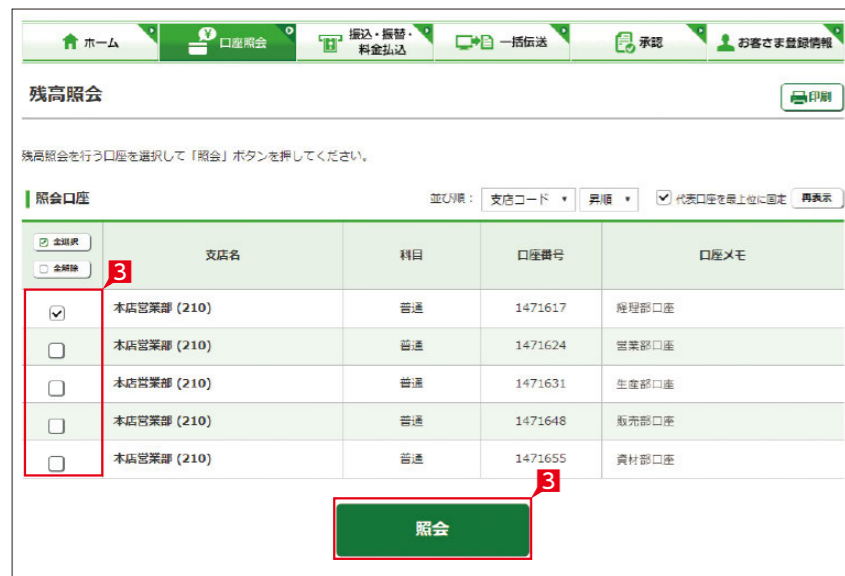 ホーム
口座照会
振込・振替・
料金払込
一括伝送
承認
お客さま登録情報
残高照会
印刷
残高照会を行う口座を選択して「照会」ボタンを押してください。
照会口座
並び順： 支店コード 昇順 代表口座を最上位に固定 再表示
全選択
全解除
支店名 科目 口座番号 口座メモ
3
本店営業部 (210) 普通 1471617 経理部口座
本店営業部 (210) 普通 1471624 営業部口座
本店営業部 (210) 普通 1471631 生産部口座
本店営業部 (210) 普通 1471648 販売部口座
本店営業部 (210) 普通 1471655 資材部口座
3
照会